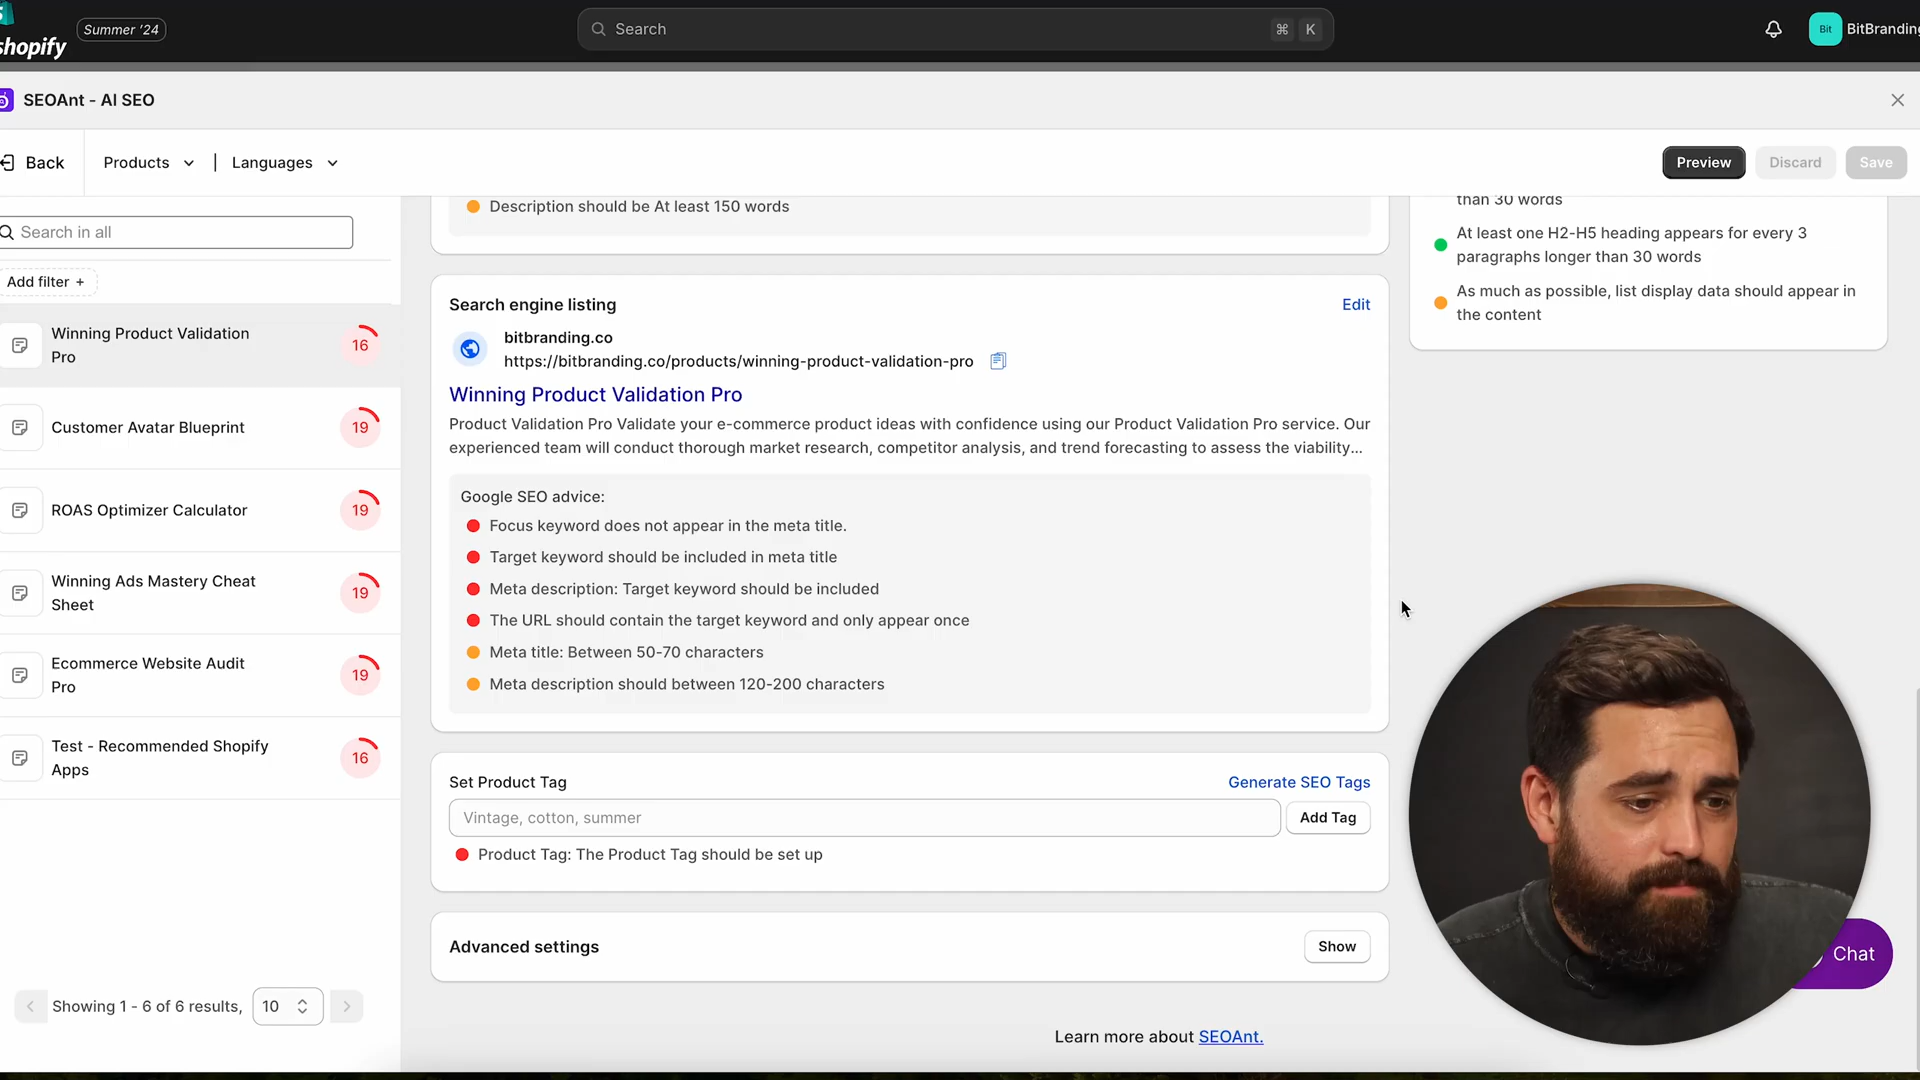 shopify
Summer '24
Search
⌘ K
Bit
BitBranding
SEOAnt - AI SEO
Back
Products
|
Languages
Preview
Discard
Save
Search in all
Add filter +
Winning Product Validation
Pro
16
Customer Avatar Blueprint
19
ROAS Optimizer Calculator
19
Winning Ads Mastery Cheat
Sheet
19
Ecommerce Website Audit
Pro
19
Test - Recommended Shopify
Apps
16
Showing 1 - 6 of 6 results,
10
Description should be At least 150 words
Search engine listing
Edit
bitbranding.co
https://bitbranding.co/products/winning-product-validation-pro
Winning Product Validation Pro
Product Validation Pro Validate your e-commerce product ideas with confidence using our Product Validation Pro service. Our
experienced team will conduct thorough market research, competitor analysis, and trend forecasting to assess the viability...
Google SEO advice:
Focus keyword does not appear in the meta title.
Target keyword should be included in meta title
Meta description: Target keyword should be included
The URL should contain the target keyword and only appear once
Meta title: Between 50-70 characters
Meta description should between 120-200 characters
Set Product Tag
Generate SEO Tags
Vintage, cotton, summer
Add Tag
Product Tag: The Product Tag should be set up
Advanced settings
Show
Learn more about SEOAnt.
than 30 words
At least one H2-H5 heading appears for every 3
paragraphs longer than 30 words
As much as possible, list display data should appear in
the content
Chat